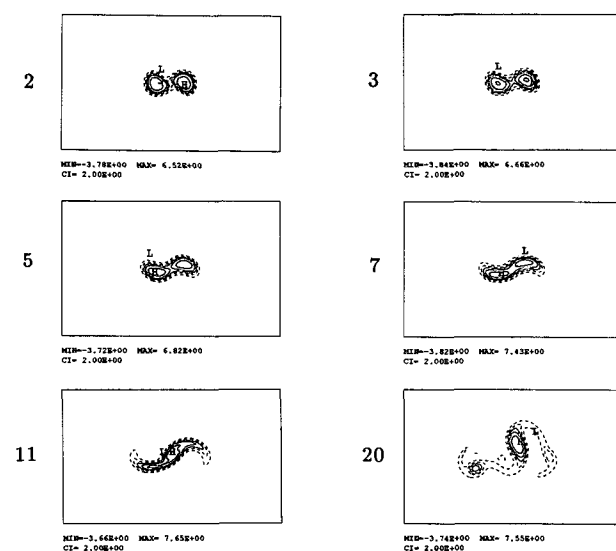 2
L
H
MIN=-3.78E+00 MAX= 6.52E+00
CI= 2.00E+00
3
L
MIN=-3.84E+00 MAX= 6.66E+00
CI= 2.00E+00
5
L
H
MIN=-3.72E+00 MAX= 6.82E+00
CI= 2.00E+00
7
L
MIN=-3.82E+00 MAX= 7.43E+00
CI= 2.00E+00
11
L H
MIN=-3.66E+00 MAX= 7.65E+00
CI= 2.00E+00
20
L
H
MIN=-3.74E+00 MAX= 7.55E+00
CI= 2.00E+00